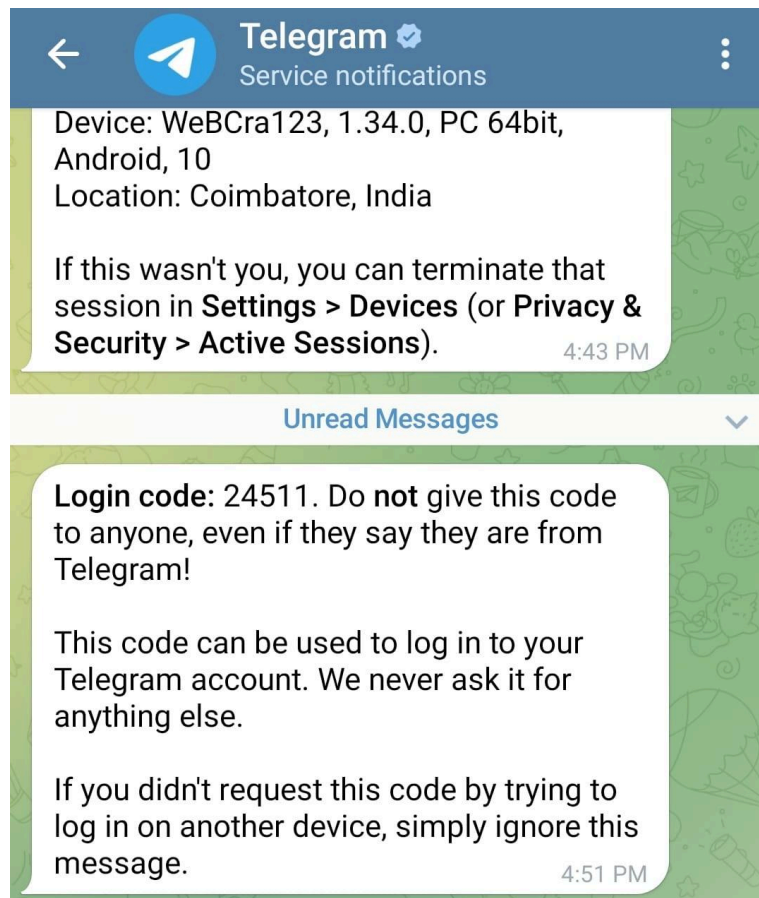 Telegram
Service notifications
Device: WeBCra123, 1.34.0, PC 64bit,
Android, 10
Location: Coimbatore, India
If this wasn't you, you can terminate that
session in Settings > Devices (or Privacy &
Security > Active Sessions).
4:43 PM
Unread Messages
Login code: 24511. Do not give this code
to anyone, even if they say they are from
Telegram!
This code can be used to log in to your
Telegram account. We never ask it for
anything else.
If you didn't request this code by trying to
log in on another device, simply ignore this
message.
4:51 PM